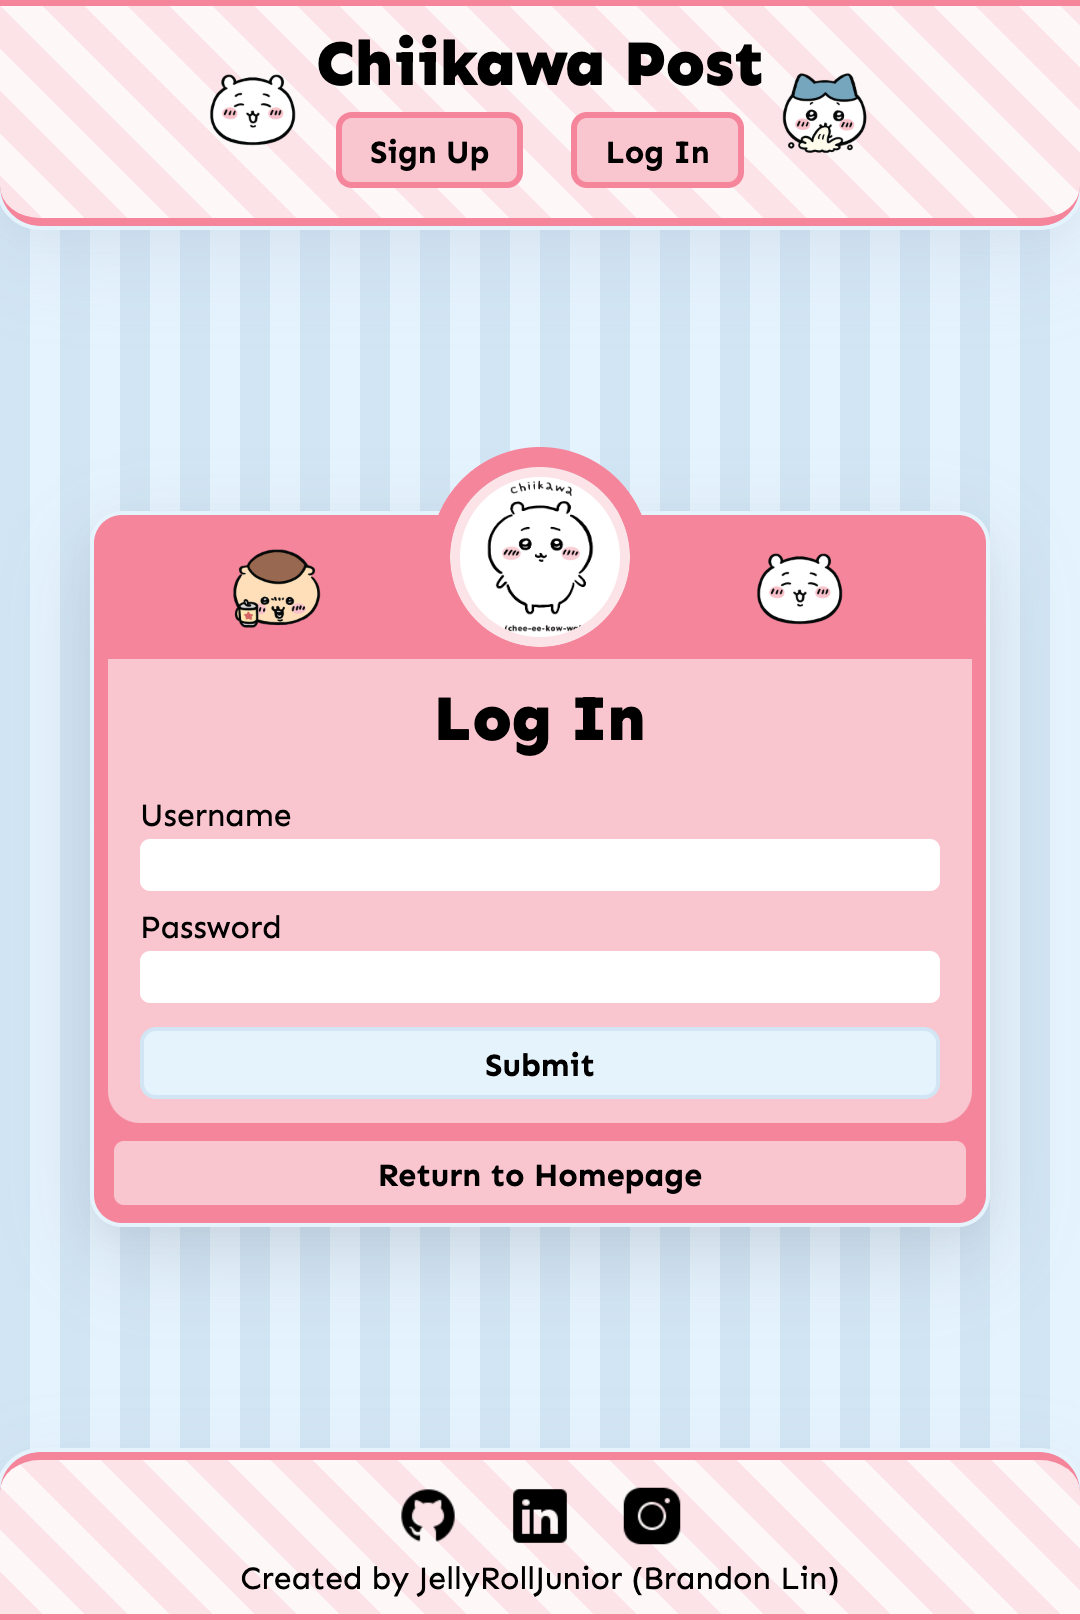 Chiikawa Post
Sign Up
Log In
chiikawa
(chee-ee-kow-wa
Log In
Username
Password
Submit
Return to Homepage
in
Created by JellyRollJunior (Brandon Lin)